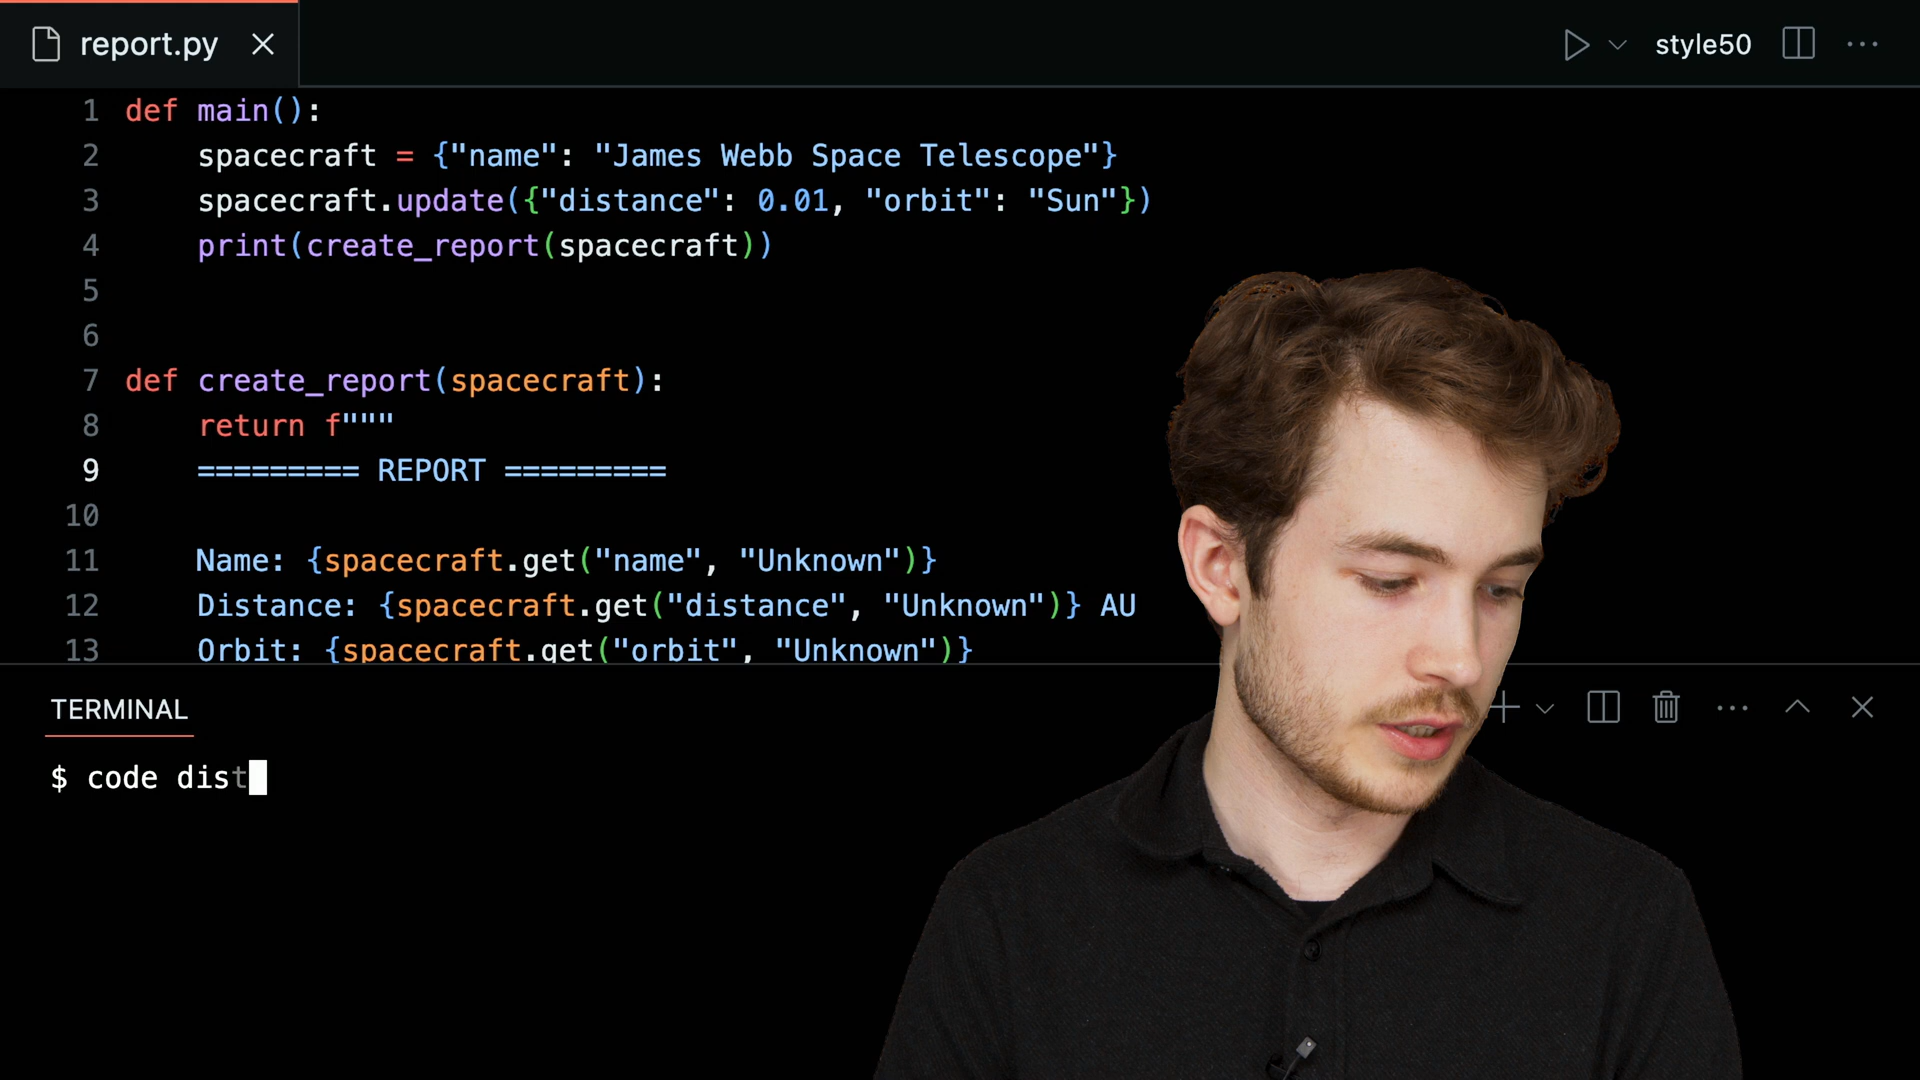 report.py
style50
1 def main():
2 spacecraft = {"name": "James Webb Space Telescope"}
3 spacecraft.update({"distance": 0.01, "orbit": "Sun"})
4 print(create_report(spacecraft))
5
6
7 def create_report(spacecraft):
8 return f"""
9 ========= REPORT =========
10
11 Name: {spacecraft.get("name", "Unknown")}
12 Distance: {spacecraft.get("distance", "Unknown")} AU
13 Orbit: {spacecraft.get("orbit", "Unknown")}
TERMINAL
$ code dist